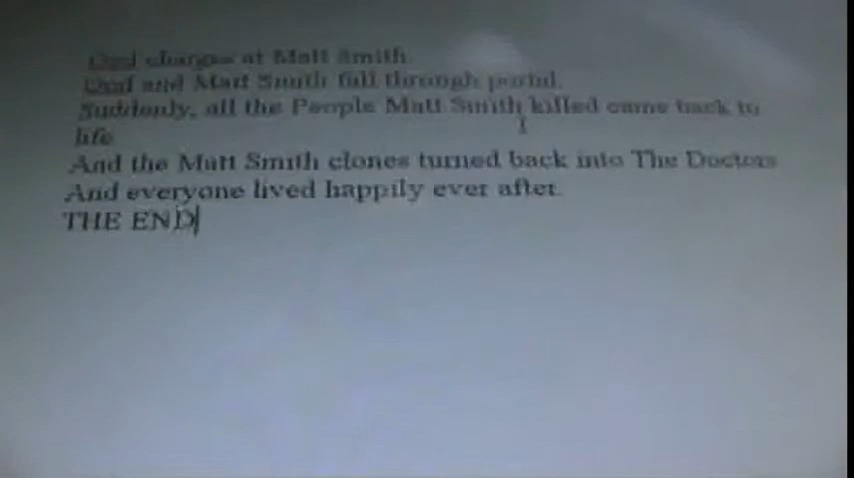 charges at Matt Smith.
and Matt Smith fall through portal.
Suddenly, all the People Matt Smith killed came back to
life
And the Matt Smith clones turned back into The Doctors
And everyone lived happily ever after.
THE END